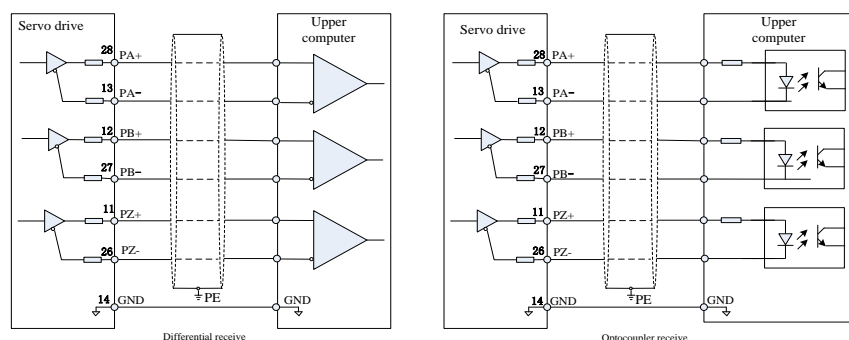 Servo drive
Upper
computer
28 PA+
13 PA-
12 PB+
27 PB-
11 PZ+
26 PZ-
14 GND
PE
GND
Differential receive
Servo drive
Upper
computer
28 PA+
13 PA-
12 PB+
27 PB-
11 PZ+
26 PZ-
14 GND
PE
GND
Optocoupler receive